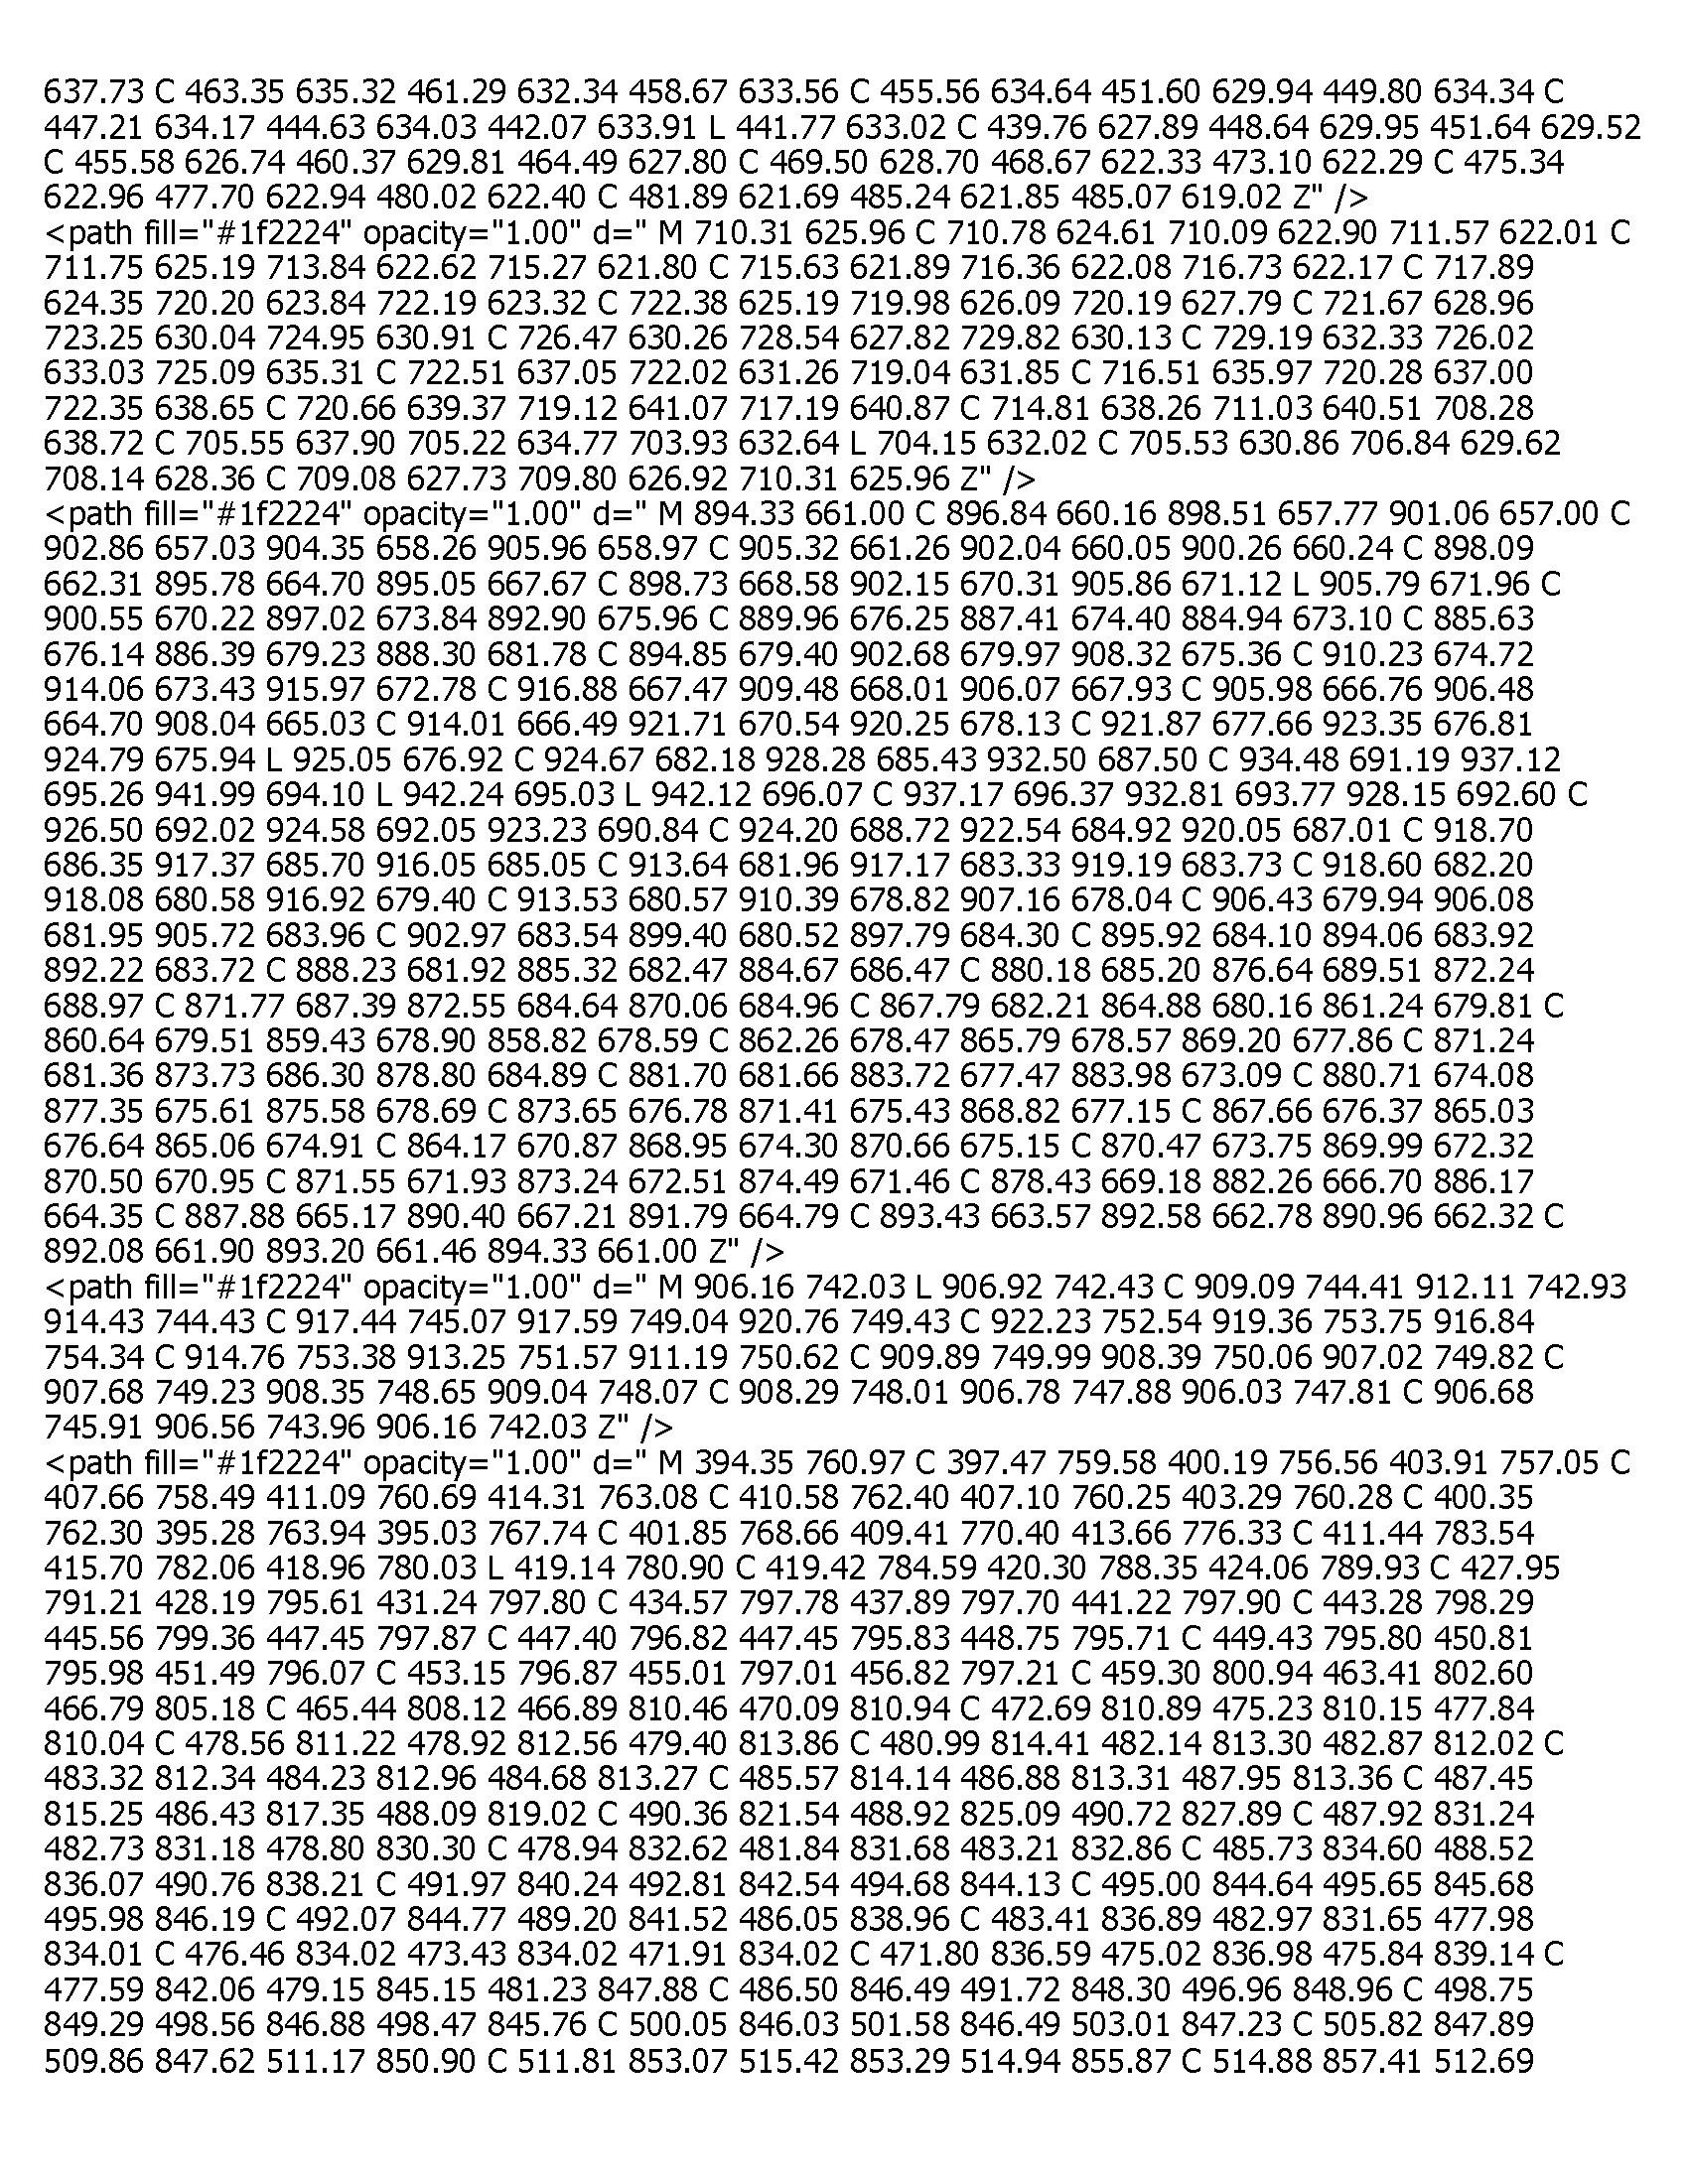 637.73 C 463.35 635.32 461.29 632.34 458.67 633.56 C 455.56 634.64 451.60 629.94 449.80 634.34 C
447.21 634.17 444.63 634.03 442.07 633.91 L 441.77 633.02 C 439.76 627.89 448.64 629.95 451.64 629.52
C 455.58 626.74 460.37 629.81 464.49 627.80 C 469.50 628.70 468.67 622.33 473.10 622.29 C 475.34
622.96 477.70 622.94 480.02 622.40 C 481.89 621.69 485.24 621.85 485.07 619.02 Z" />
<path fill="#1f2224" opacity="1.00" d=" M 710.31 625.96 C 710.78 624.61 710.09 622.90 711.57 622.01 C
711.75 625.19 713.84 622.62 715.27 621.80 C 715.63 621.89 716.36 622.08 716.73 622.17 C 717.89
624.35 720.20 623.84 722.19 623.32 C 722.38 625.19 719.98 626.09 720.19 627.79 C 721.67 628.96
723.25 630.04 724.95 630.91 C 726.47 630.26 728.54 627.82 729.82 630.13 C 729.19 632.33 726.02
633.03 725.09 635.31 C 722.51 637.05 722.02 631.26 719.04 631.85 C 716.51 635.97 720.28 637.00
722.35 638.65 C 720.66 639.37 719.12 641.07 717.19 640.87 C 714.81 638.26 711.03 640.51 708.28
638.72 C 705.55 637.90 705.22 634.77 703.93 632.64 L 704.15 632.02 C 705.53 630.86 706.84 629.62
708.14 628.36 C 709.08 627.73 709.80 626.92 710.31 625.96 Z" />
<path fill="#1f2224" opacity="1.00" d=" M 894.33 661.00 C 896.84 660.16 898.51 657.77 901.06 657.00 C
902.86 657.03 904.35 658.26 905.96 658.97 C 905.32 661.26 902.04 660.05 900.26 660.24 C 898.09
662.31 895.78 664.70 895.05 667.67 C 898.73 668.58 902.15 670.31 905.86 671.12 L 905.79 671.96 C
900.55 670.22 897.02 673.84 892.90 675.96 C 889.96 676.25 887.41 674.40 884.94 673.10 C 885.63
676.14 886.39 679.23 888.30 681.78 C 894.85 679.40 902.68 679.97 908.32 675.36 C 910.23 674.72
914.06 673.43 915.97 672.78 C 916.88 667.47 909.48 668.01 906.07 667.93 C 905.98 666.76 906.48
664.70 908.04 665.03 C 914.01 666.49 921.71 670.54 920.25 678.13 C 921.87 677.66 923.35 676.81
924.79 675.94 L 925.05 676.92 C 924.67 682.18 928.28 685.43 932.50 687.50 C 934.48 691.19 937.12
695.26 941.99 694.10 L 942.24 695.03 L 942.12 696.07 C 937.17 696.37 932.81 693.77 928.15 692.60 C
926.50 692.02 924.58 692.05 923.23 690.84 C 924.20 688.72 922.54 684.92 920.05 687.01 C 918.70
686.35 917.37 685.70 916.05 685.05 C 913.64 681.96 917.17 683.33 919.19 683.73 C 918.60 682.20
918.08 680.58 916.92 679.40 C 913.53 680.57 910.39 678.82 907.16 678.04 C 906.43 679.94 906.08
681.95 905.72 683.96 C 902.97 683.54 899.40 680.52 897.79 684.30 C 895.92 684.10 894.06 683.92
892.22 683.72 C 888.23 681.92 885.32 682.47 884.67 686.47 C 880.18 685.20 876.64 689.51 872.24
688.97 C 871.77 687.39 872.55 684.64 870.06 684.96 C 867.79 682.21 864.88 680.16 861.24 679.81 C
860.64 679.51 859.43 678.90 858.82 678.59 C 862.26 678.47 865.79 678.57 869.20 677.86 C 871.24
681.36 873.73 686.30 878.80 684.89 C 881.70 681.66 883.72 677.47 883.98 673.09 C 880.71 674.08
877.35 675.61 875.58 678.69 C 873.65 676.78 871.41 675.43 868.82 677.15 C 867.66 676.37 865.03
676.64 865.06 674.91 C 864.17 670.87 868.95 674.30 870.66 675.15 C 870.47 673.75 869.99 672.32
870.50 670.95 C 871.55 671.93 873.24 672.51 874.49 671.46 C 878.43 669.18 882.26 666.70 886.17
664.35 C 887.88 665.17 890.40 667.21 891.79 664.79 C 893.43 663.57 892.58 662.78 890.96 662.32 C
892.08 661.90 893.20 661.46 894.33 661.00 Z" />
<path fill="#1f2224" opacity="1.00" d=" M 906.16 742.03 L 906.92 742.43 C 909.09 744.41 912.11 742.93
914.43 744.43 C 917.44 745.07 917.59 749.04 920.76 749.43 C 922.23 752.54 919.36 753.75 916.84
754.34 C 914.76 753.38 913.25 751.57 911.19 750.62 C 909.89 749.99 908.39 750.06 907.02 749.82 C
907.68 749.23 908.35 748.65 909.04 748.07 C 908.29 748.01 906.78 747.88 906.03 747.81 C 906.68
745.91 906.56 743.96 906.16 742.03 Z" />
<path fill="#1f2224" opacity="1.00" d=" M 394.35 760.97 C 397.47 759.58 400.19 756.56 403.91 757.05 C
407.66 758.49 411.09 760.69 414.31 763.08 C 410.58 762.40 407.10 760.25 403.29 760.28 C 400.35
762.30 395.28 763.94 395.03 767.74 C 401.85 768.66 409.41 770.40 413.66 776.33 C 411.44 783.54
415.70 782.06 418.96 780.03 L 419.14 780.90 C 419.42 784.59 420.30 788.35 424.06 789.93 C 427.95
791.21 428.19 795.61 431.24 797.80 C 434.57 797.78 437.89 797.70 441.22 797.90 C 443.28 798.29
445.56 799.36 447.45 797.87 C 447.40 796.82 447.45 795.83 448.75 795.71 C 449.43 795.80 450.81
795.98 451.49 796.07 C 453.15 796.87 455.01 797.01 456.82 797.21 C 459.30 800.94 463.41 802.60
466.79 805.18 C 465.44 808.12 466.89 810.46 470.09 810.94 C 472.69 810.89 475.23 810.15 477.84
810.04 C 478.56 811.22 478.92 812.56 479.40 813.86 C 480.99 814.41 482.14 813.30 482.87 812.02 C
483.32 812.34 484.23 812.96 484.68 813.27 C 485.57 814.14 486.88 813.31 487.95 813.36 C 487.45
815.25 486.43 817.35 488.09 819.02 C 490.36 821.54 488.92 825.09 490.72 827.89 C 487.92 831.24
482.73 831.18 478.80 830.30 C 478.94 832.62 481.84 831.68 483.21 832.86 C 485.73 834.60 488.52
836.07 490.76 838.21 C 491.97 840.24 492.81 842.54 494.68 844.13 C 495.00 844.64 495.65 845.68
495.98 846.19 C 492.07 844.77 489.20 841.52 486.05 838.96 C 483.41 836.89 482.97 831.65 477.98
834.01 C 476.46 834.02 473.43 834.02 471.91 834.02 C 471.80 836.59 475.02 836.98 475.84 839.14 C
477.59 842.06 479.15 845.15 481.23 847.88 C 486.50 846.49 491.72 848.30 496.96 848.96 C 498.75
849.29 498.56 846.88 498.47 845.76 C 500.05 846.03 501.58 846.49 503.01 847.23 C 505.82 847.89
509.86 847.62 511.17 850.90 C 511.81 853.07 515.42 853.29 514.94 855.87 C 514.88 857.41 512.69